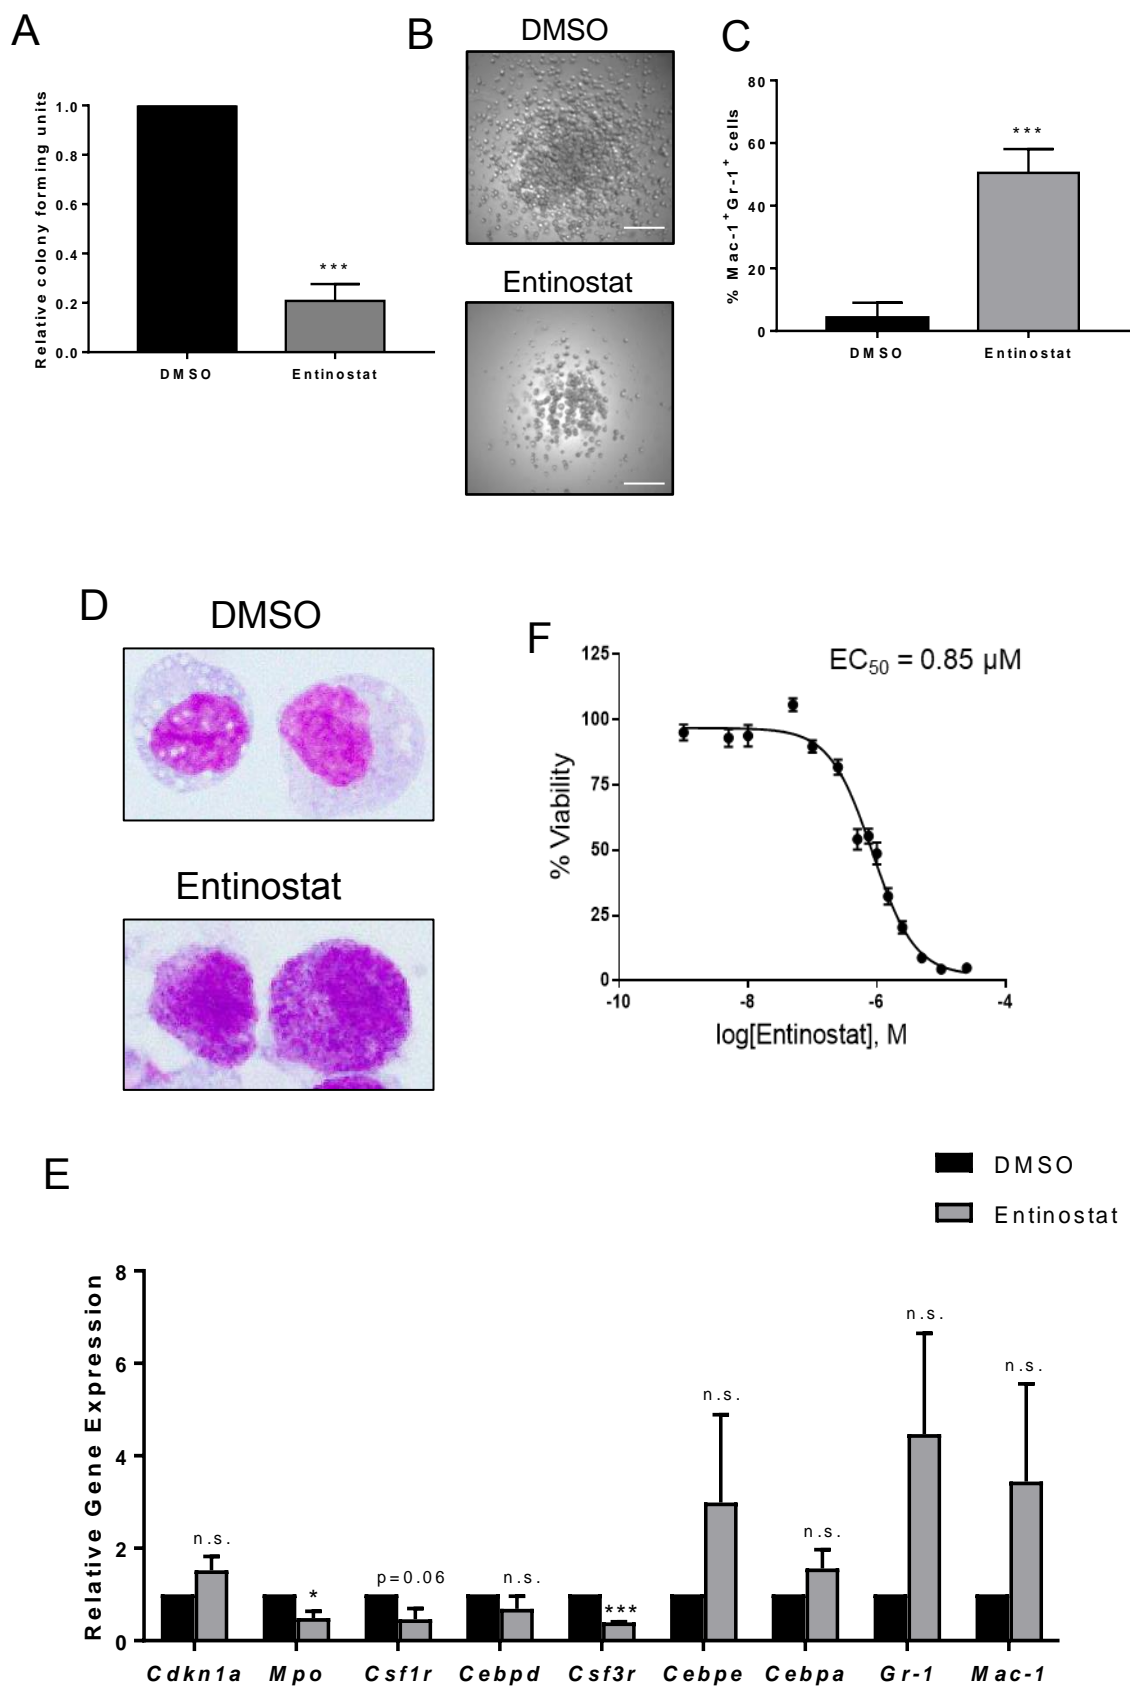 A
Relative colony forming units
1.0
0.8
0.6
0.4
0.2
0.0
***
DMSO
Entinostat
B
DMSO
Entinostat
C
% Mac-1⁺Gr-1⁺ cells
80
60
40
20
0
***
DMSO
Entinostat
D
DMSO
Entinostat
F
EC₅₀ = 0.85 µM
% Viability
125
100
75
50
25
0
-10
-8
-6
-4
log[Entinostat], M
E
DMSO
Entinostat
Relative Gene Expression
8
6
4
2
0
n.s.
*
p=0.06
n.s.
***
n.s.
n.s.
n.s.
n.s.
Cdkn1a
Mpo
Csf1r
Cebpd
Csf3r
Cebpe
Cebpa
Gr-1
Mac-1